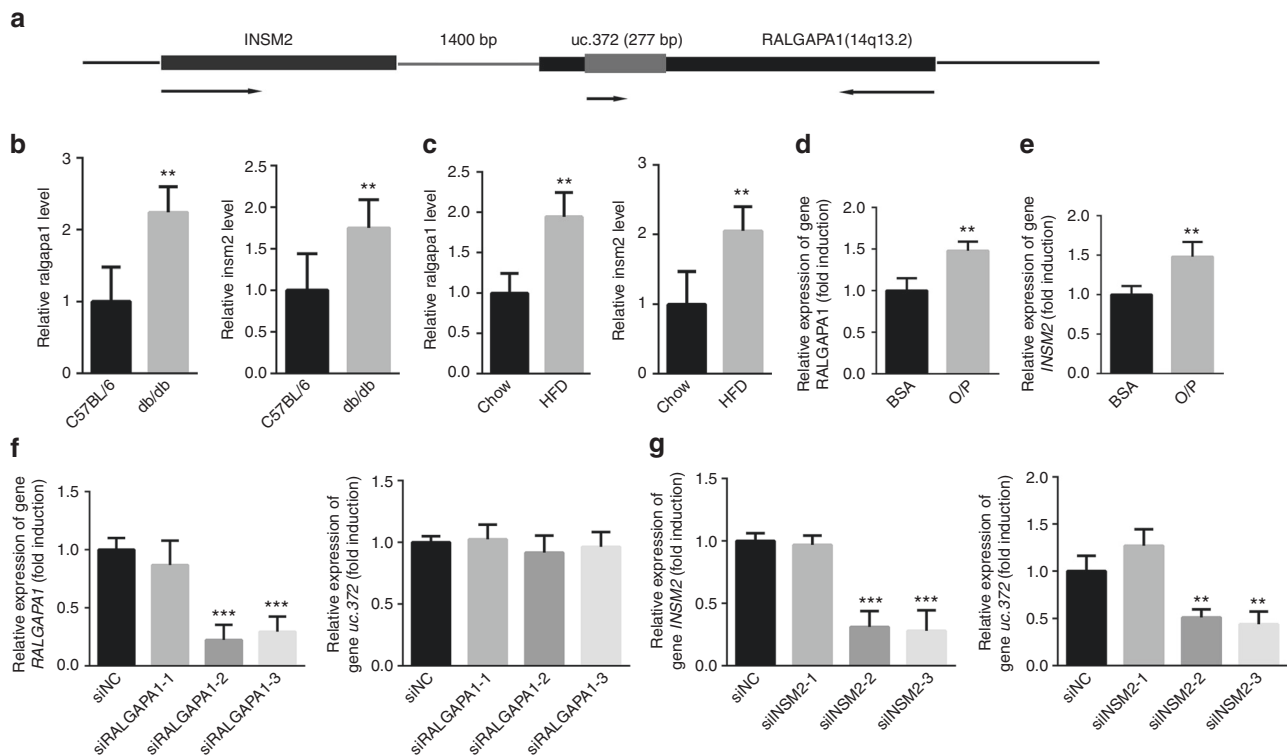 a
INSM2
1400 bp
uc.372 (277 bp)
RALGAPA1(14q13.2)
b
Relative ralgapa1 level
3
2
1
0
**
C57BL/6
db/db
Relative insm2 level
2.5
2.0
1.5
1.0
0.5
0.0
**
C57BL/6
db/db
c
Relative ralgapa1 level
2.5
2.0
1.5
1.0
0.5
0.0
**
Chow
HFD
Relative insm2 level
3
2
1
0
**
Chow
HFD
d
Relative expression of gene
RALGAPA1 (fold induction)
2.0
1.5
1.0
0.5
0.0
**
BSA
O/P
e
Relative expression of gene
INSM2 (fold induction)
2.0
1.5
1.0
0.5
0.0
**
BSA
O/P
f
Relative expression of gene
RALGAPA1 (fold induction)
1.5
1.0
0.5
0.0
***
***
siNC
siRALGAPA1-1
siRALGAPA1-2
siRALGAPA1-3
Relative expression of
gene uc.372 (fold induction)
1.5
1.0
0.5
0.0
siNC
siRALGAPA1-1
siRALGAPA1-2
siRALGAPA1-3
g
Relative expression of
gene INSM2 (fold induction)
1.5
1.0
0.5
0.0
***
***
siNC
siINSM2-1
siINSM2-2
siINSM2-3
Relative expression of
gene uc.372 (fold induction)
2.0
1.5
1.0
0.5
0.0
**
**
siNC
siINSM2-1
siINSM2-2
siINSM2-3